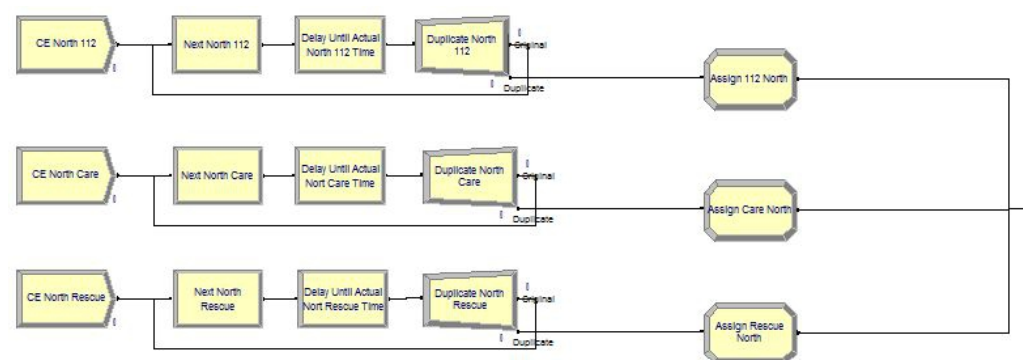 CE North 112
Next North 112
Delay Until Actual
North 112 Time
Duplicate North
112
Original
Duplicate
Assign 112 North
CE North Care
Next North Care
Delay Until Actual
Nort Care Time
Duplicate North
Care
Original
Duplicate
Assign Care North
CE North Rescue
Next North
Rescue
Delay Until Actual
Nort Rescue Time
Duplicate North
Rescue
Original
Duplicate
Assign Rescue
North